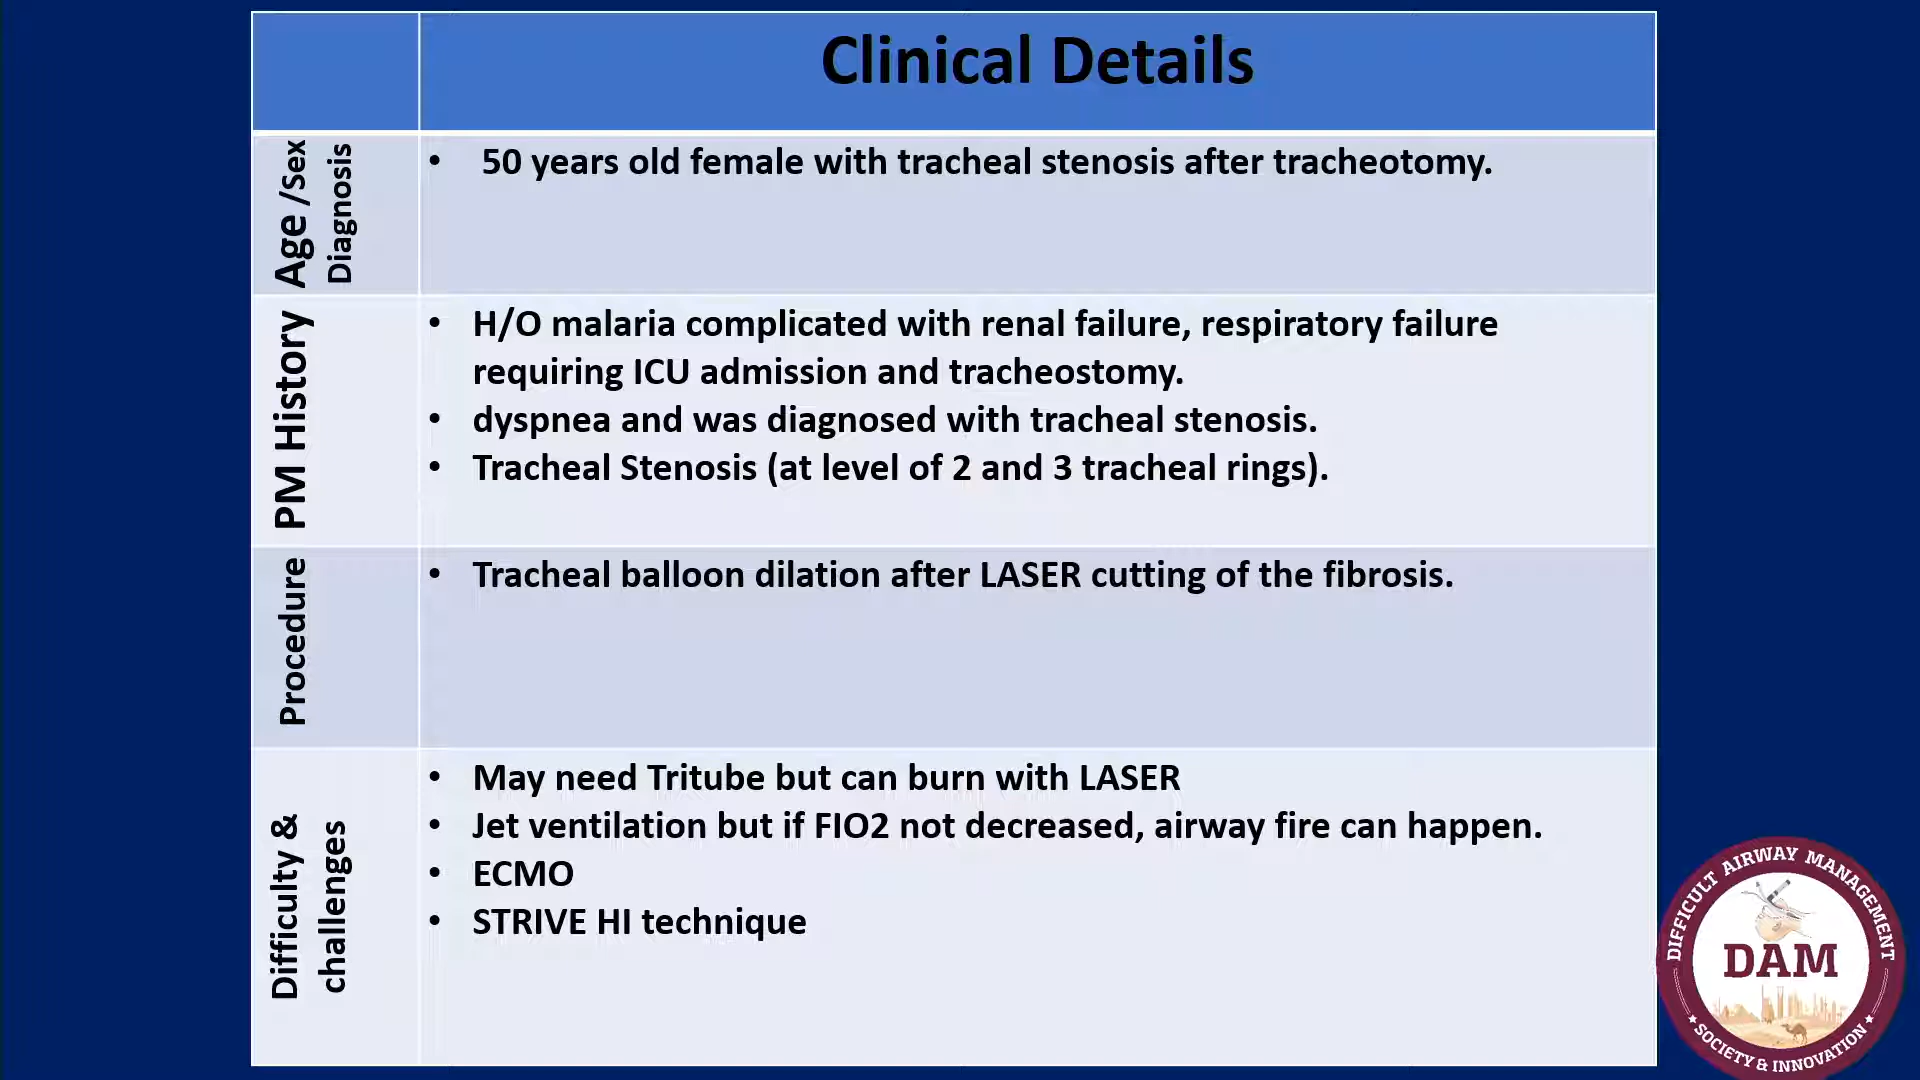 Clinical Details
Age /Sex
Diagnosis
• 50 years old female with tracheal stenosis after tracheotomy.
PM History
• H/O malaria complicated with renal failure, respiratory failure
requiring ICU admission and tracheostomy.
• dyspnea and was diagnosed with tracheal stenosis.
• Tracheal Stenosis (at level of 2 and 3 tracheal rings).
Procedure
• Tracheal balloon dilation after LASER cutting of the fibrosis.
Difficulty &
challenges
• May need Tritube but can burn with LASER
• Jet ventilation but if FIO2 not decreased, airway fire can happen.
• ECMO
• STRIVE HI technique
DIFFICULT AIRWAY MANAGEMENT
DAM
SOCIETY & INNOVATION